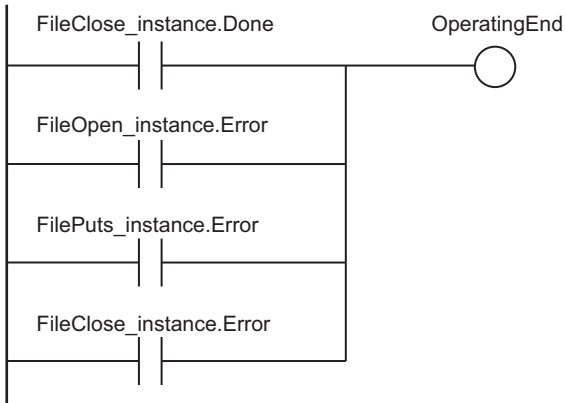 FileClose_instance.Done
OperatingEnd
FileOpen_instance.Error
FilePuts_instance.Error
FileClose_instance.Error